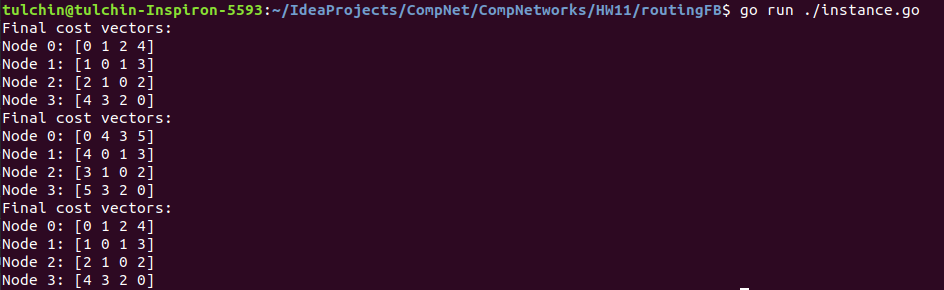 tulchin@tulchin-Inspiron-5593:~/IdeaProjects/CompNet/CompNetworks/HW11/routingFB$ go run ./instance.go
Final cost vectors:
Node 0: [0 1 2 4]
Node 1: [1 0 1 3]
Node 2: [2 1 0 2]
Node 3: [4 3 2 0]
Final cost vectors:
Node 0: [0 4 3 5]
Node 1: [4 0 1 3]
Node 2: [3 1 0 2]
Node 3: [5 3 2 0]
Final cost vectors:
Node 0: [0 1 2 4]
Node 1: [1 0 1 3]
Node 2: [2 1 0 2]
Node 3: [4 3 2 0]